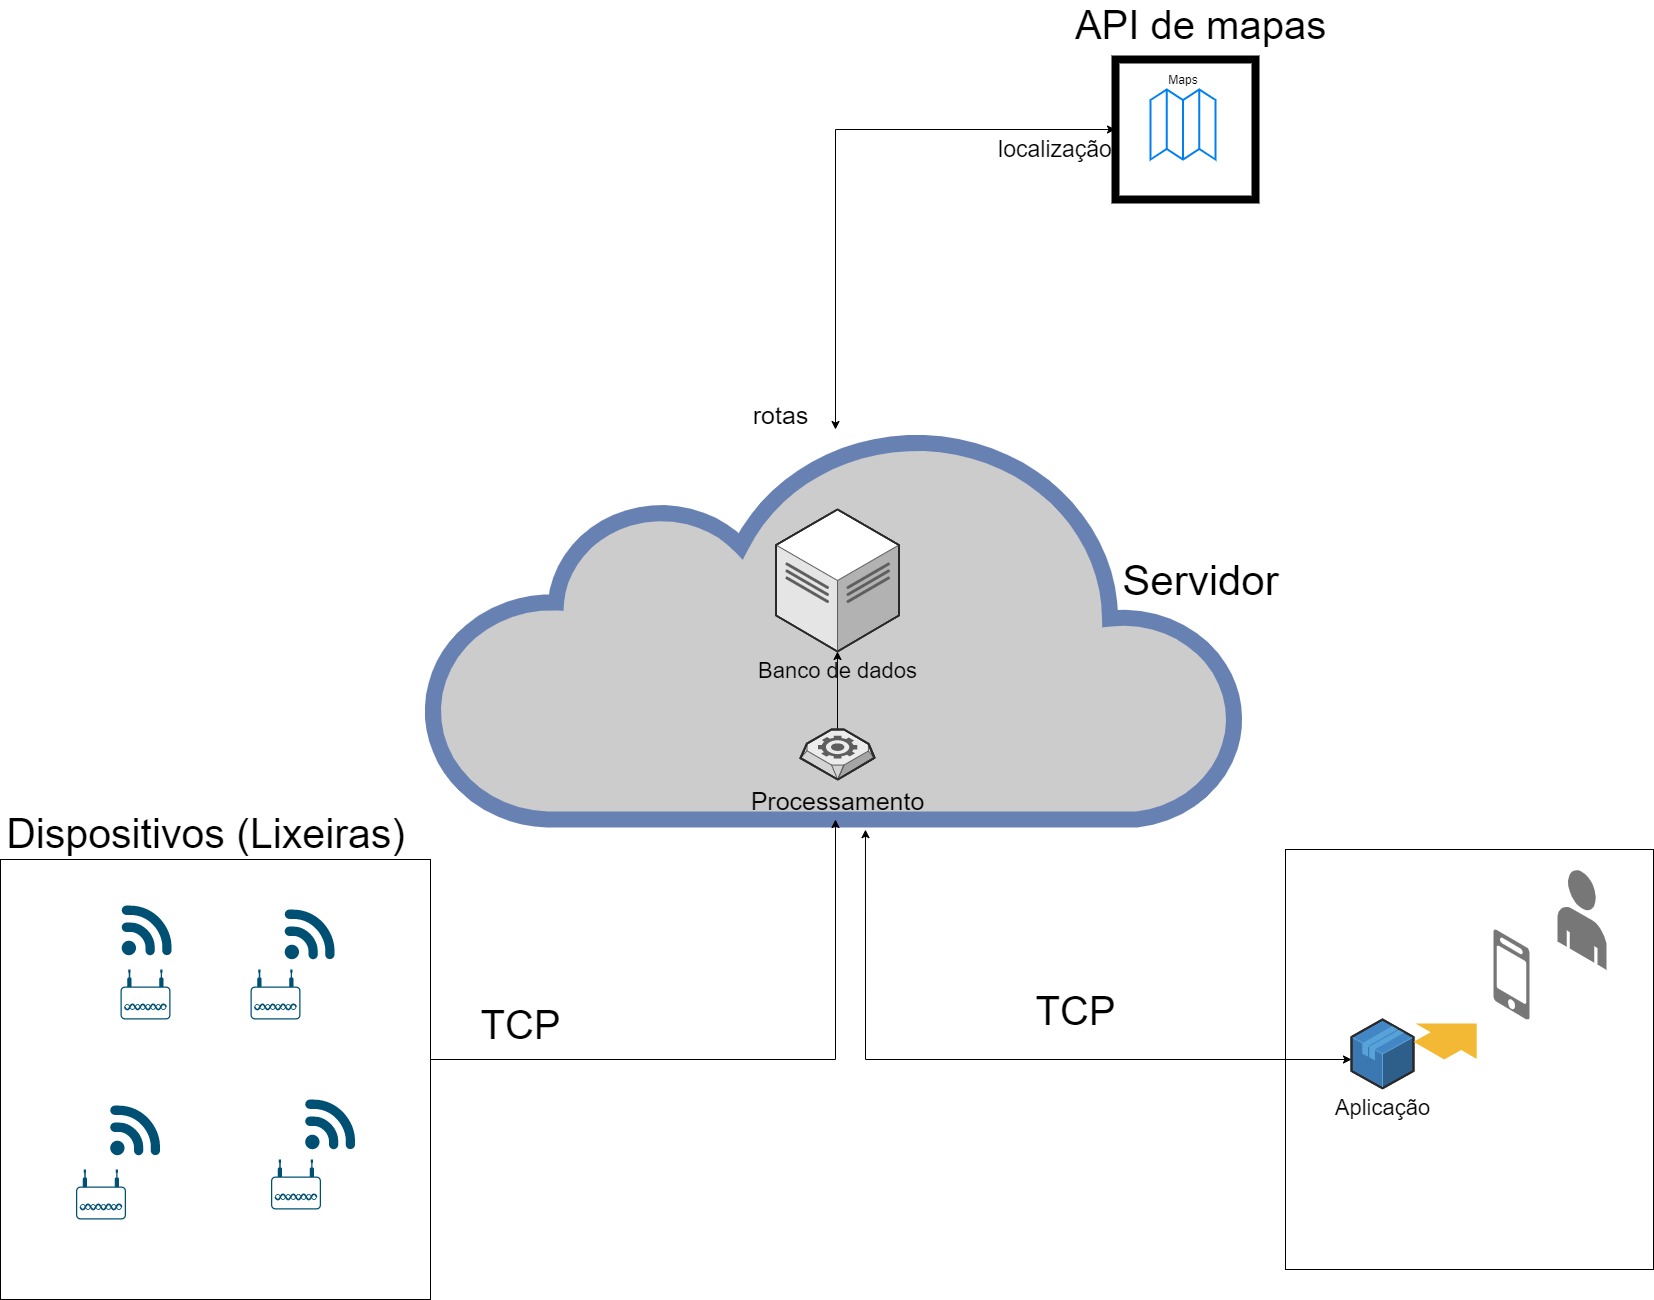 API de mapas
Maps
localização
rotas
Servidor
Banco de dados
Processamento
Dispositivos (Lixeiras)
TCP
TCP
Aplicação